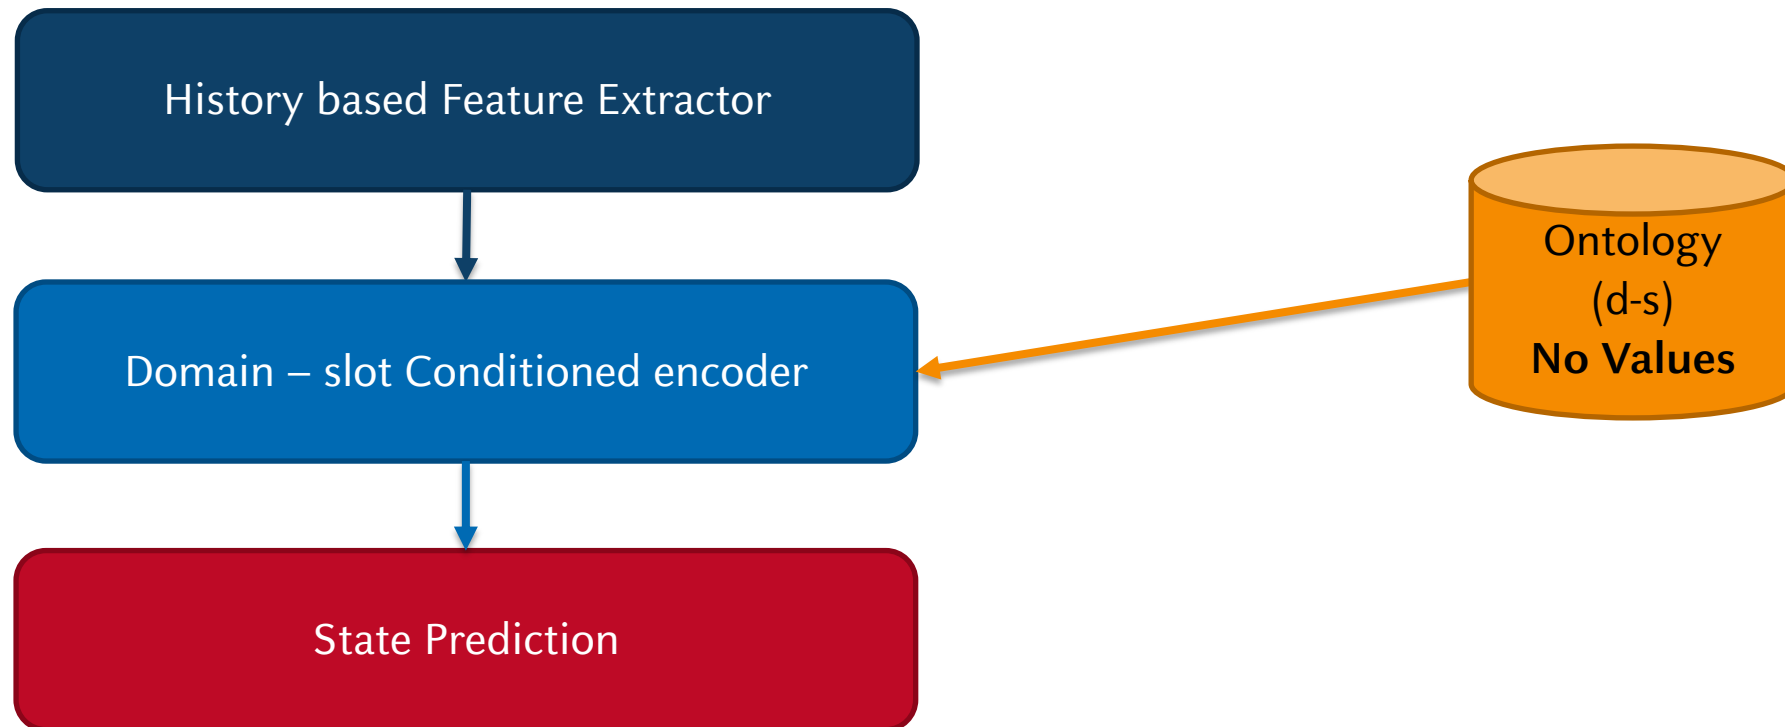 History based Feature Extractor
Domain – slot Conditioned encoder
State Prediction
Ontology
(d-s)
No Values